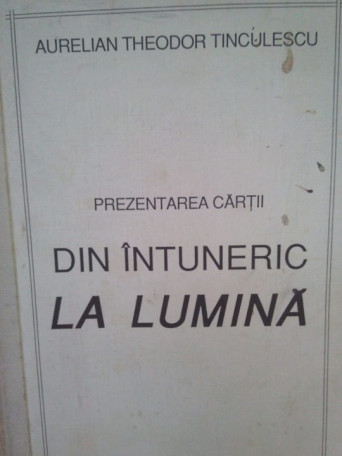 AURELIAN THEODOR TINCULESCU
PREZENTAREA CĂRȚII
DIN ÎNTUNERIC
LA LUMINĂ